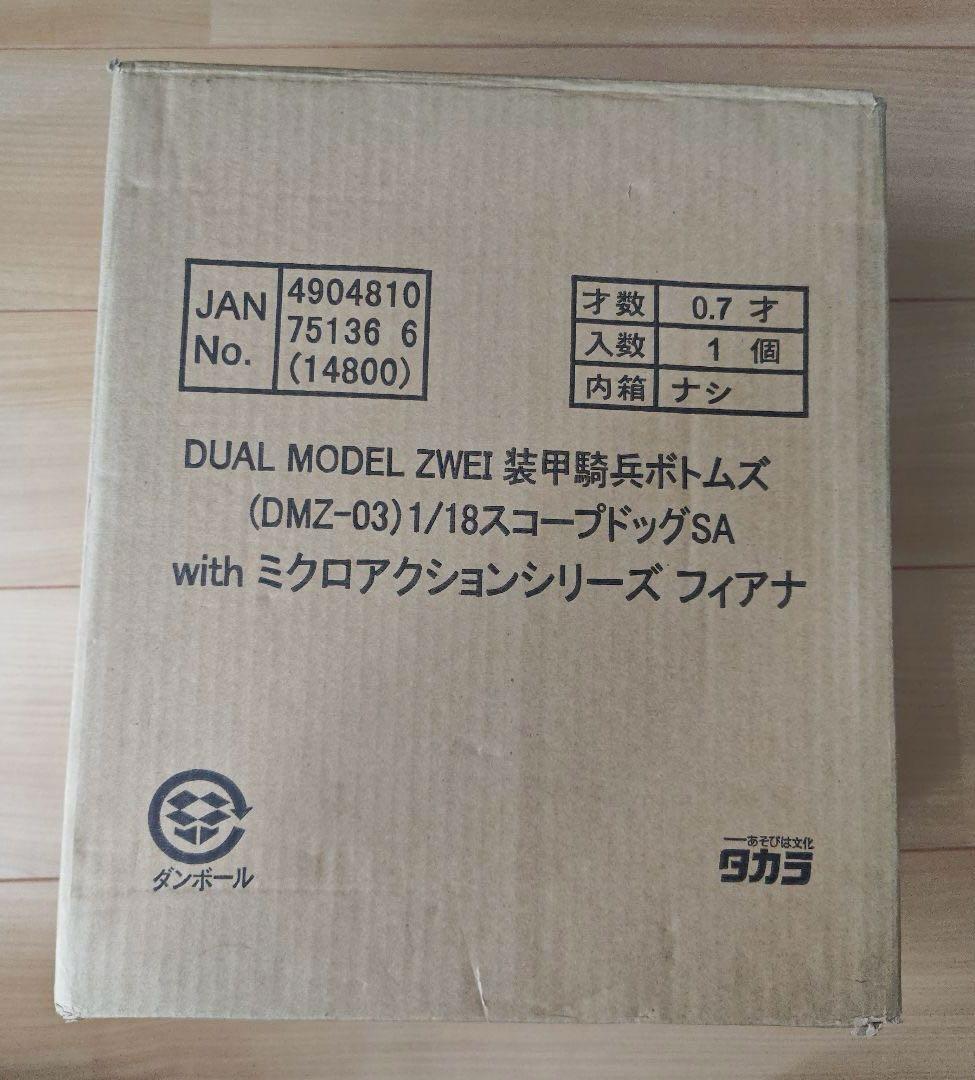 JAN No.
4904810
75136 6
(14800)
才数 0.7 才
入数 1 個
内箱 ナシ
DUAL MODEL ZWEI 装甲騎兵ボトムズ
(DMZ-03)1/18スコープドッグSA
with ミクロアクションシリーズ フィアナ
ダンボール
あそびは文化
タカラ